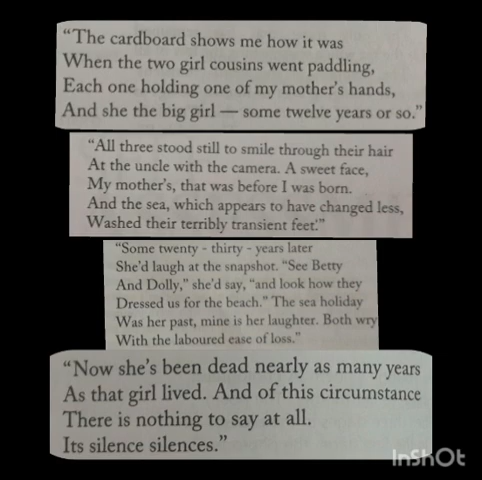 “The cardboard shows me how it was
When the two girl cousins went paddling,
Each one holding one of my mother's hands,
And she the big girl — some twelve years or so.”
“All three stood still to smile through their hair
At the uncle with the camera. A sweet face,
My mother's, that was before I was born.
And the sea, which appears to have changed less,
Washed their terribly transient feet.”
“Some twenty - thirty - years later
She'd laugh at the snapshot. “See Betty
And Dolly,” she'd say, “and look how they
Dressed us for the beach.” The sea holiday
Was her past, mine is her laughter. Both wry
With the laboured ease of loss.”
“Now she's been dead nearly as many years
As that girl lived. And of this circumstance
There is nothing to say at all.
Its silence silences.”
InShOt